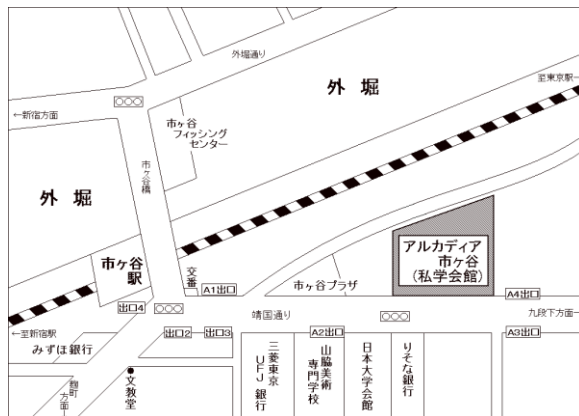 外堀通り
至東京駅→
外 堀
←新宿方面
市ヶ谷
フィッシング
センター
市ヶ谷橋
外 堀
市ヶ谷
駅
交番
アルカディア
市ヶ谷
(私学会館)
市ヶ谷プラザ
A1出口
A4出口
出口4
靖国通り
九段下方面→
←至新宿駅
出口2
出口3
A2出口
A3出口
みずほ銀行
麹町
方面
文教堂
三菱東京
UFJ銀行
山脇美術
専門学校
日本大学会館
りそな銀行